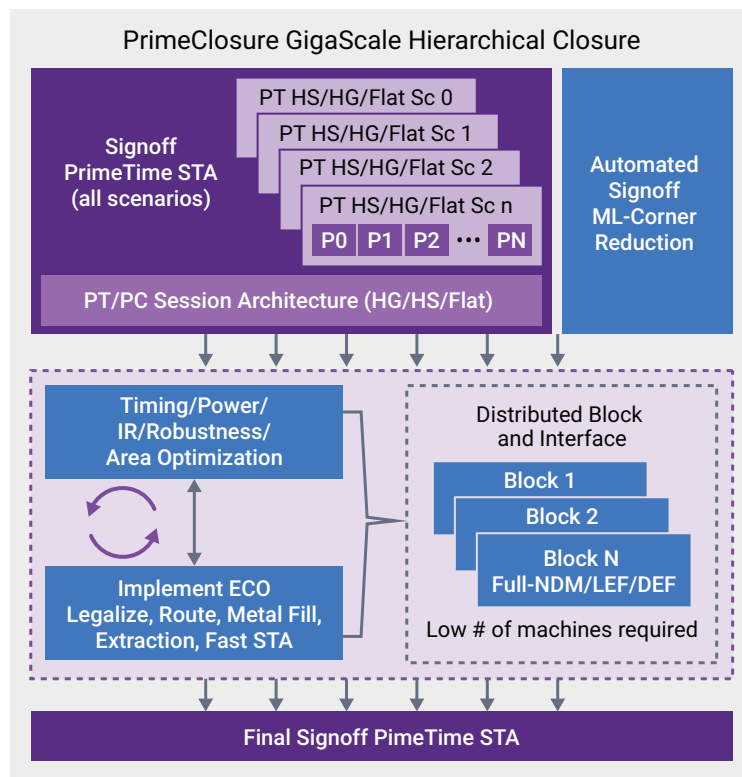 PrimeClosure GigaScale Hierarchical Closure
Signoff
PrimeTime STA
(all scenarios)
PT HS/HG/Flat Sc 0
PT HS/HG/Flat Sc 1
PT HS/HG/Flat Sc 2
PT HS/HG/Flat Sc n
P0 P1 P2 ••• PN
PT/PC Session Architecture (HG/HS/Flat)
Automated
Signoff
ML-Corner
Reduction
Timing/Power/
IR/Robustness/
Area Optimization
Implement ECO
Legalize, Route, Metal Fill,
Extraction, Fast STA
Distributed Block
and Interface
Block 1
Block 2
Block N
Full-NDM/LEF/DEF
Low # of machines required
Final Signoff PimeTime STA